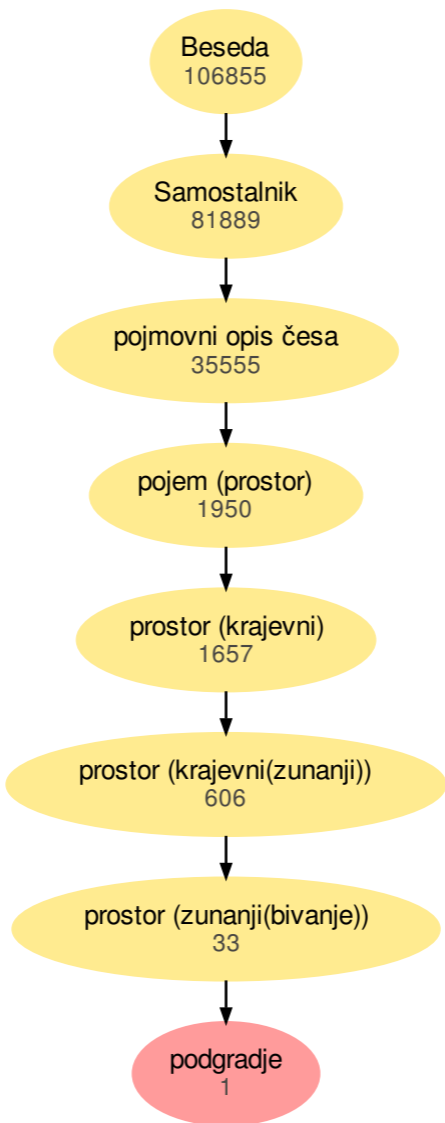 Beseda
106855
Samostalnik
81889
pojmovni opis česa
35555
pojem (prostor)
1950
prostor (krajevni)
1657
prostor (krajevni(zunanji))
606
prostor (zunanji(bivanje))
33
podgradje
1